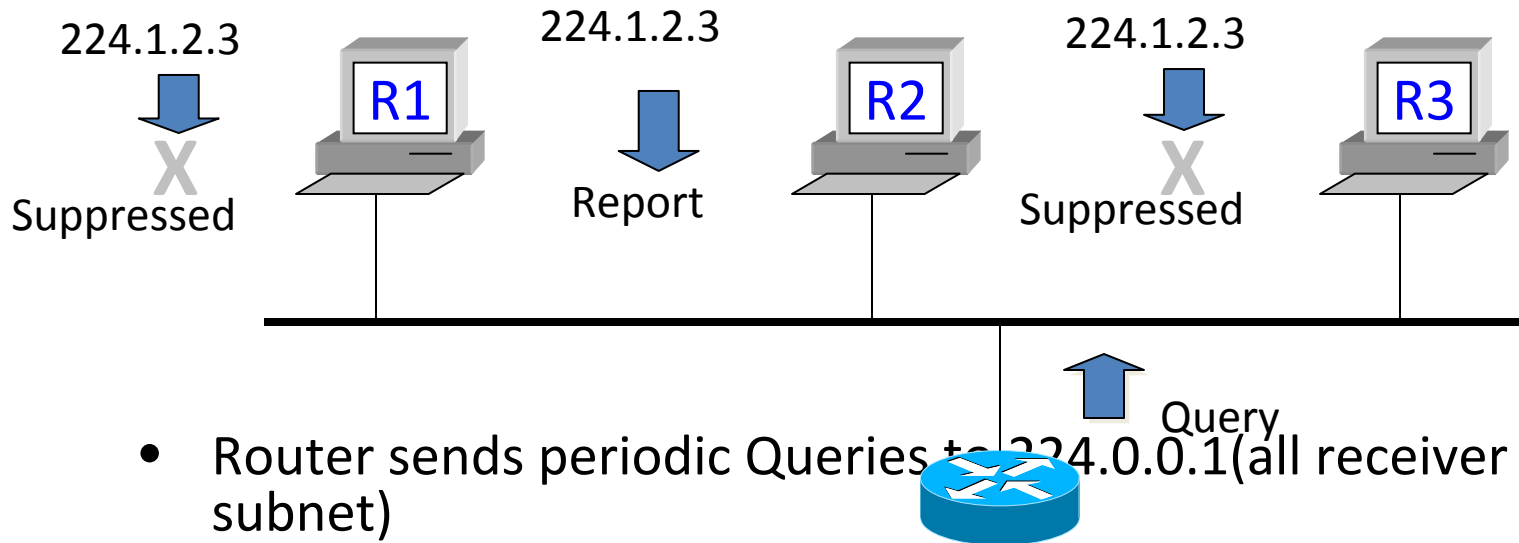 224.1.2.3
224.1.2.3
224.1.2.3
R1
R2
R3
X
Suppressed
Report
X
Suppressed
Query
• Router sends periodic Queries 224.0.0.1(all receiver
subnet)